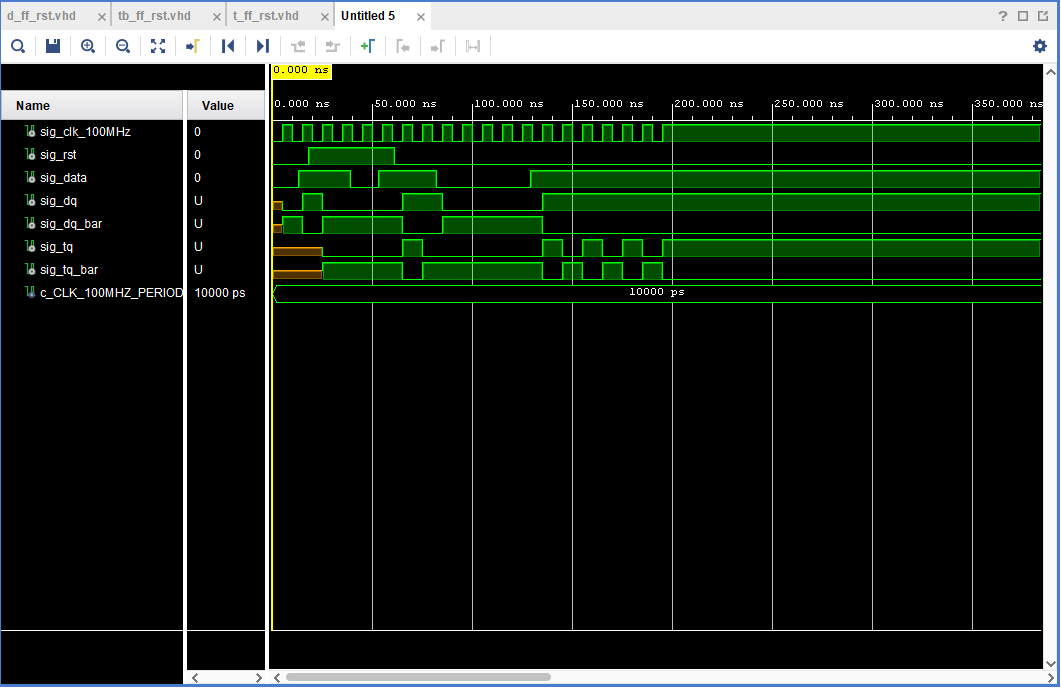 d_ff_rst.vhd × tb_ff_rst.vhd × t_ff_rst.vhd × Untitled 5 × ?
0.000 ns
Name Value
0.000 ns 50.000 ns 100.000 ns 150.000 ns 200.000 ns 250.000 ns 300.000 ns 350.000 ns
sig_clk_100MHz 0
sig_rst 0
sig_data 0
sig_dq U
sig_dq_bar U
sig_tq U
sig_tq_bar U
c_CLK_100MHZ_PERIOD 10000 ps 10000 ps